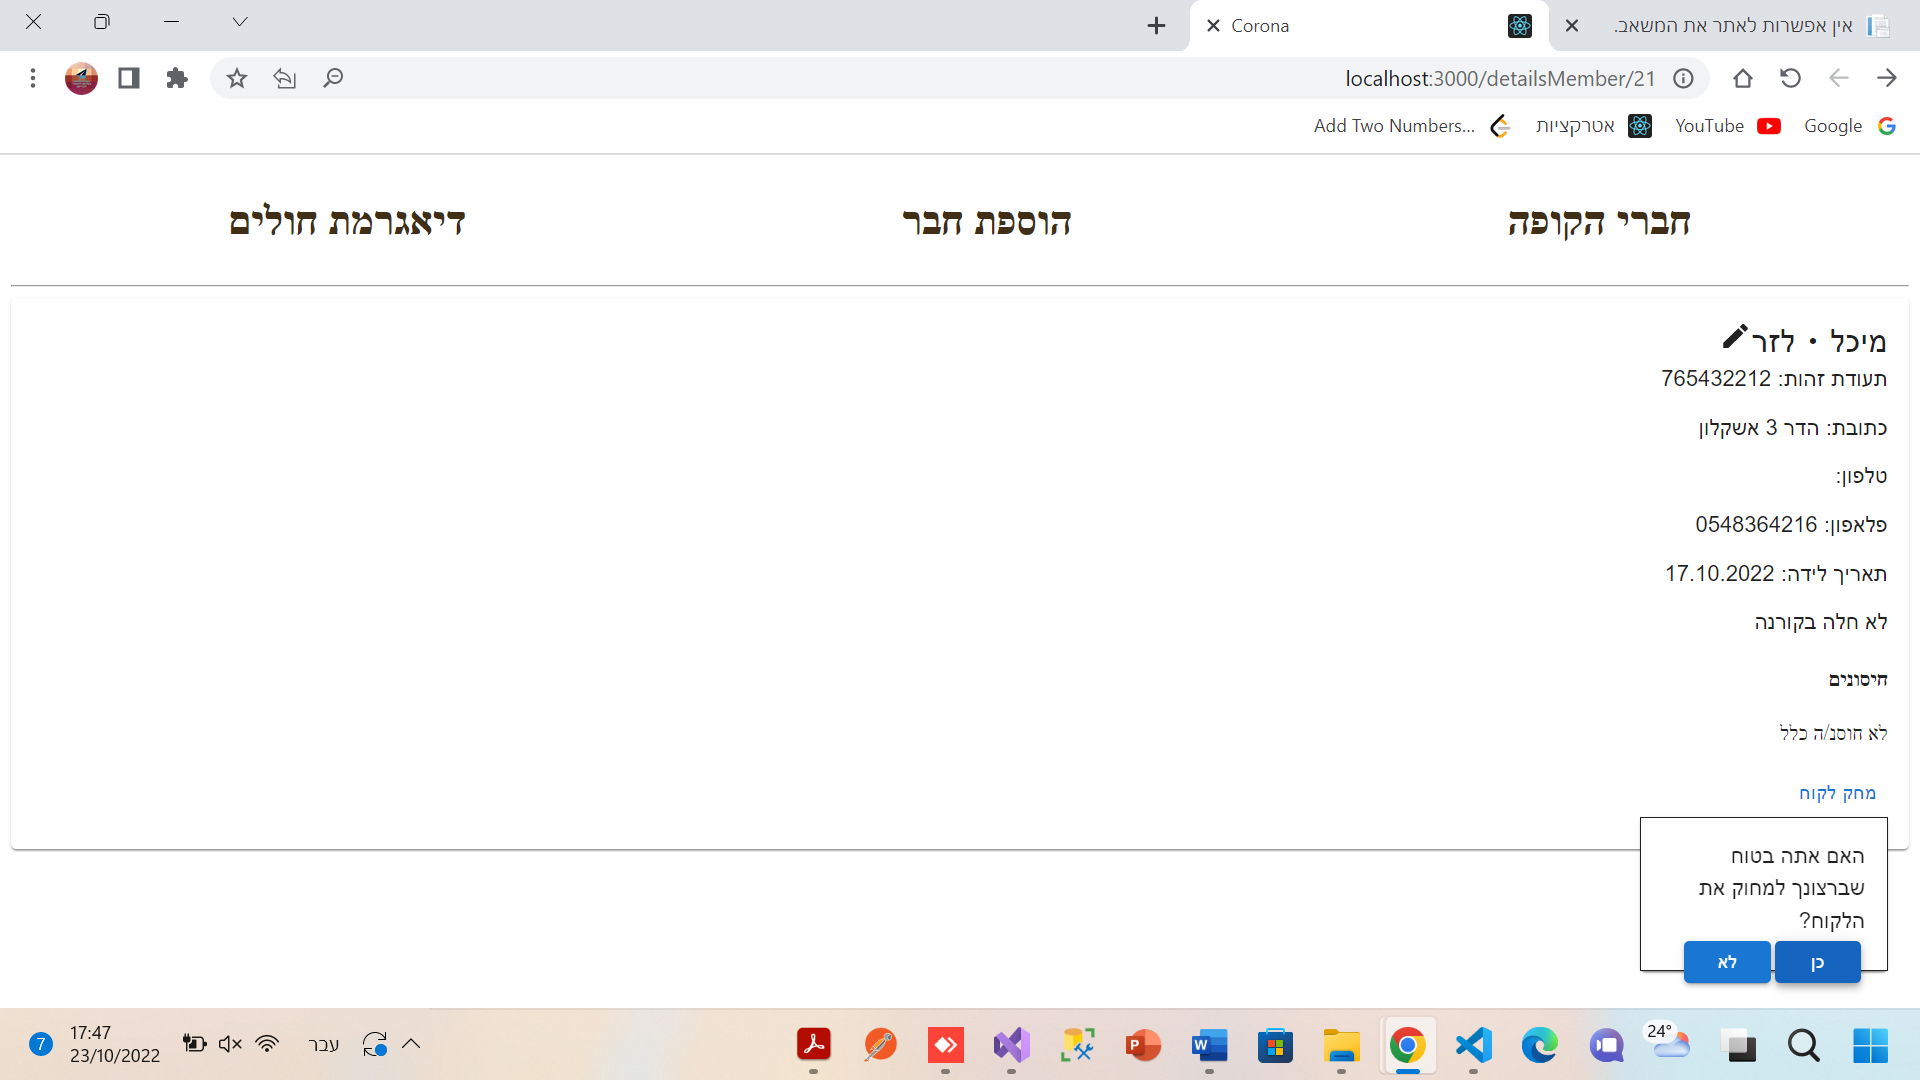 אין אפשרות לאתר את המשאב.
Corona
localhost:3000/detailsMember/21
Google
YouTube
אטרקציות
Add Two Numbers...
חברי הקופה
הוספת חבר
דיאגרמת חולים
מיכל • לזר
תעודת זהות: 765432212
כתובת: הדר 3 אשקלון
טלפון:
פלאפון: 0548364216
תאריך לידה: 17.10.2022
לא חלה בקורנה
חיסונים
לא חוסנ/ה כלל
מחק לקוח
האם אתה בטוח
שברצונך למחוק את
הלקוח?
כן
לא
24°
עבר
17:47
23/10/2022
7